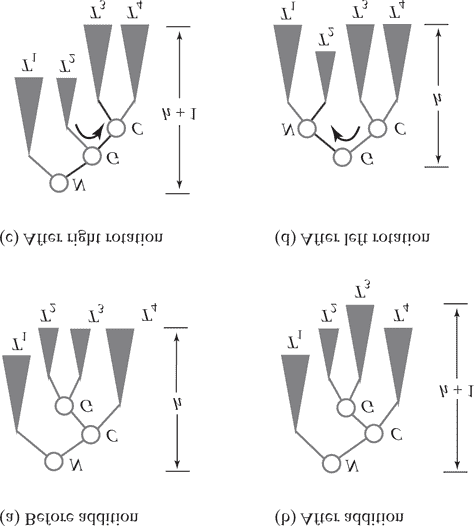 (a) Before addition
N
C
G
h
T1
T2
T3
T4
(b) After addition
N
C
G
h + 1
T1
T2
T3
T4
(c) After right rotation
N
G
C
h + 1
T1
T2
T3
T4
(d) After left rotation
G
N
C
h
T1
T2
T3
T4